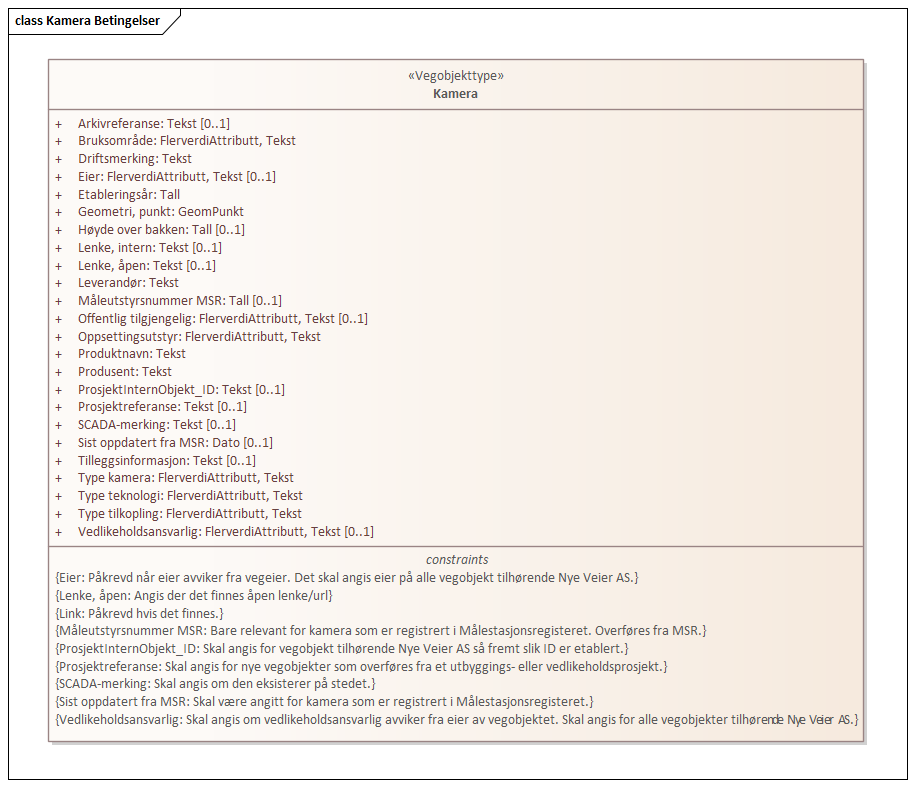 class Kamera Betingelser
«Vegobjekttype»
Kamera
+ Arkivreferanse: Tekst [0..1]
+ Bruksområde: FlerverdiAttributt, Tekst
+ Driftsmerking: Tekst
+ Eier: FlerverdiAttributt, Tekst [0..1]
+ Etableringsår: Tall
+ Geometri, punkt: GeomPunkt
+ Høyde over bakken: Tall [0..1]
+ Lenke, intern: Tekst [0..1]
+ Lenke, åpen: Tekst [0..1]
+ Leverandør: Tekst
+ Måleutstyrsnummer MSR: Tall [0..1]
+ Offentlig tilgjengelig: FlerverdiAttributt, Tekst [0..1]
+ Oppsettingsutstyr: FlerverdiAttributt, Tekst
+ Produktnavn: Tekst
+ Produsent: Tekst
+ ProsjektInternObjekt_ID: Tekst [0..1]
+ Prosjektreferanse: Tekst [0..1]
+ SCADA-merking: Tekst [0..1]
+ Sist oppdatert fra MSR: Dato [0..1]
+ Tilleggsinformasjon: Tekst [0..1]
+ Type kamera: FlerverdiAttributt, Tekst
+ Type teknologi: FlerverdiAttributt, Tekst
+ Type tilkopling: FlerverdiAttributt, Tekst
+ Vedlikeholdsansvarlig: FlerverdiAttributt, Tekst [0..1]
constraints
{Eier: Påkrevd når eier avviker fra vegeier. Det skal angis eier på alle vegobjekt tilhørende Nye Veier AS.}
{Lenke, åpen: Angis der det finnes åpen lenke/url}
{Link: Påkrevd hvis det finnes.}
{Måleutstyrsnummer MSR: Bare relevant for kamera som er registrert i Målestasjonsregisteret. Overføres fra MSR.}
{ProsjektInternObjekt_ID: Skal angis for vegobjekt tilhørende Nye Veier AS så fremt slik ID er etablert.}
{Prosjektreferanse: Skal angis for nye vegobjekter som overføres fra et utbyggings- eller vedlikeholdsprosjekt.}
{SCADA-merking: Skal angis om den eksisterer på stedet.}
{Sist oppdatert fra MSR: Skal være angitt for kamera som er registrert i Målestasjonsregisteret.}
{Vedlikeholdsansvarlig: Skal angis om vedlikeholdsansvarlig avviker fra eier av vegobjektet. Skal angis for alle vegobjekter tilhørende Nye Veier AS.}